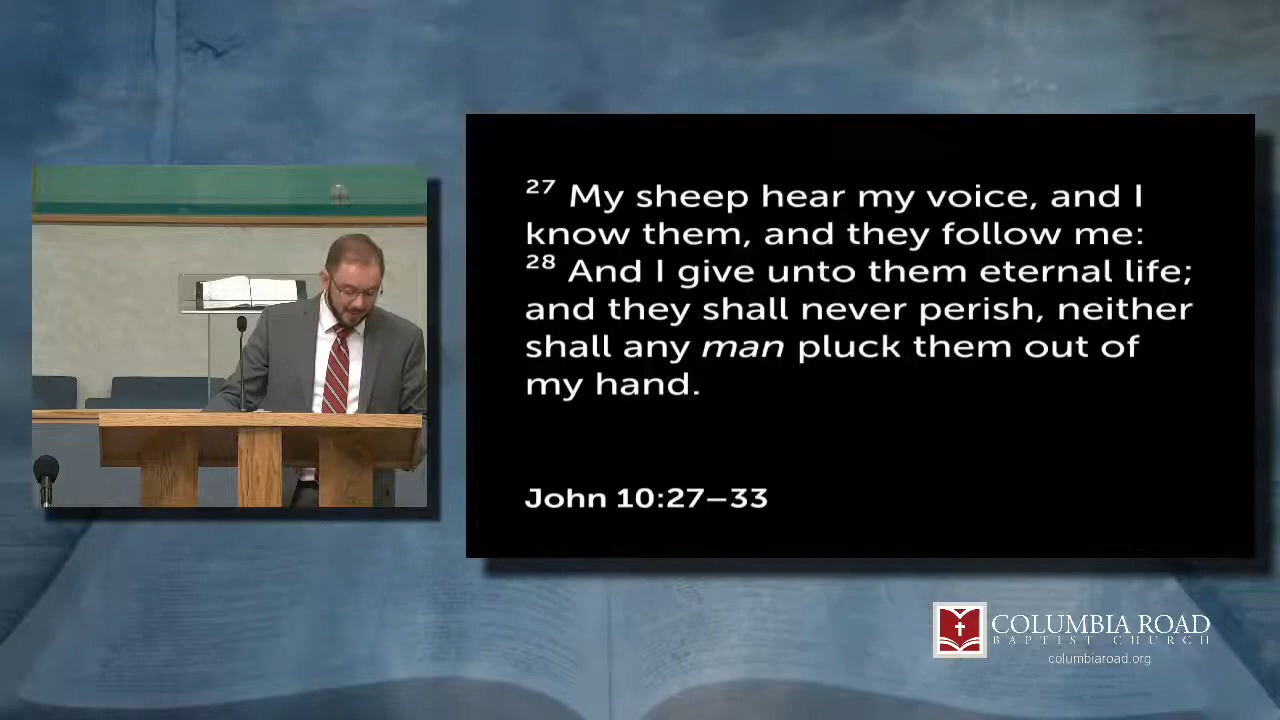 27 My sheep hear my voice, and I
know them, and they follow me:
28 And I give unto them eternal life;
and they shall never perish, neither
shall any man pluck them out of
my hand.
John 10:27–33
COLUMBIA ROAD
BAPTIST CHURCH
columbiaroad.org